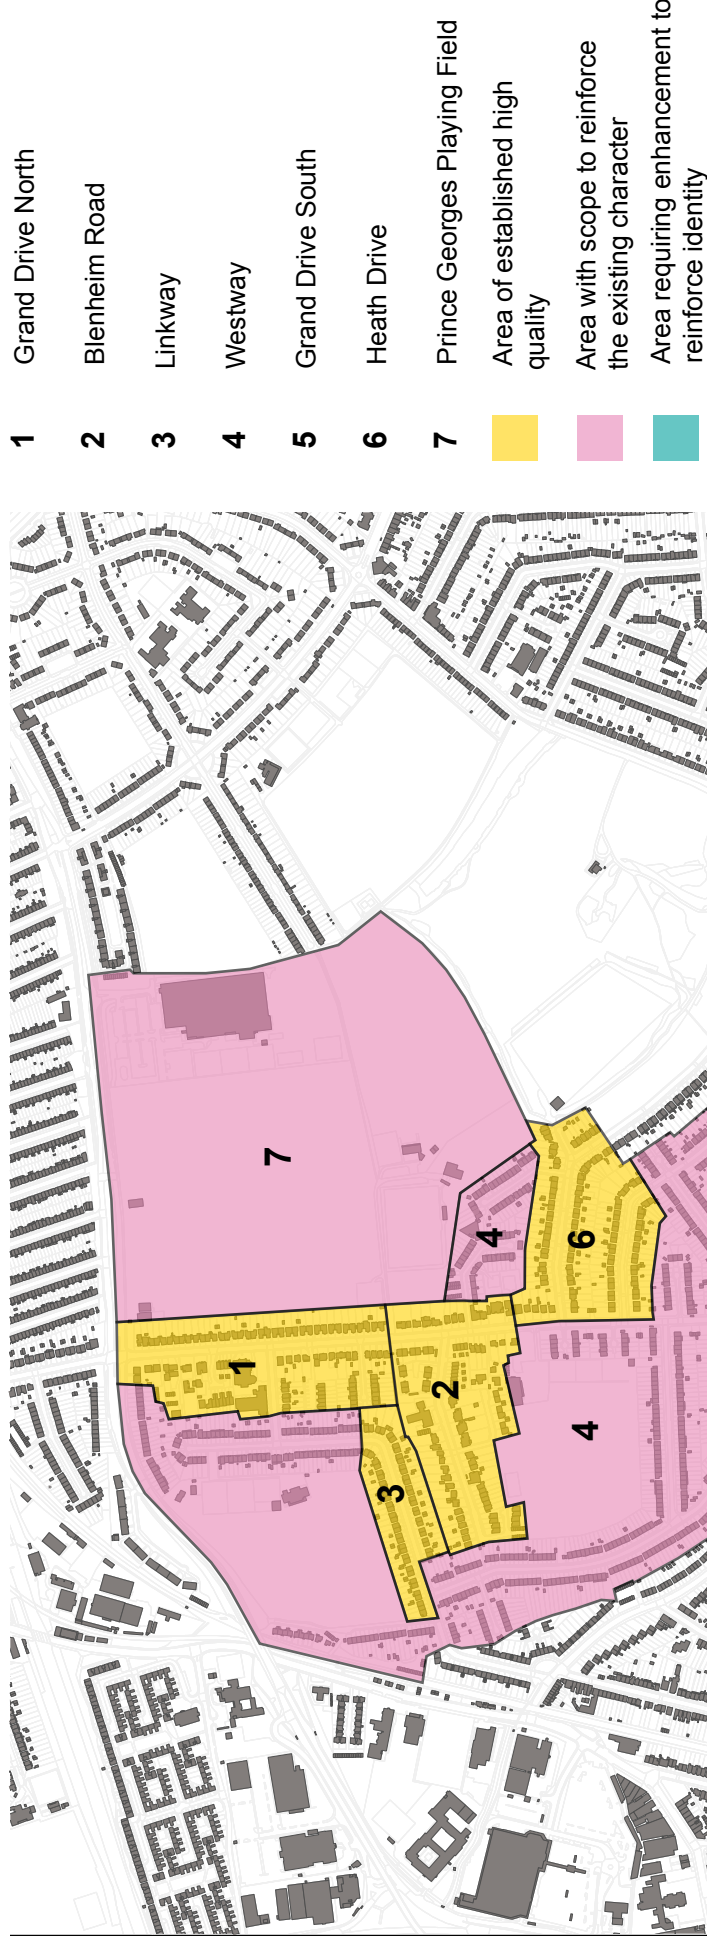 1 Grand Drive North
2 Blenheim Road
3 Linkway
4 Westway
5 Grand Drive South
6 Heath Drive
7 Prince Georges Playing Field
Area of established high
quality
Area with scope to reinforce
the existing character
Area requiring enhancement to
reinforce identity
1
2
3
4
4
6
7